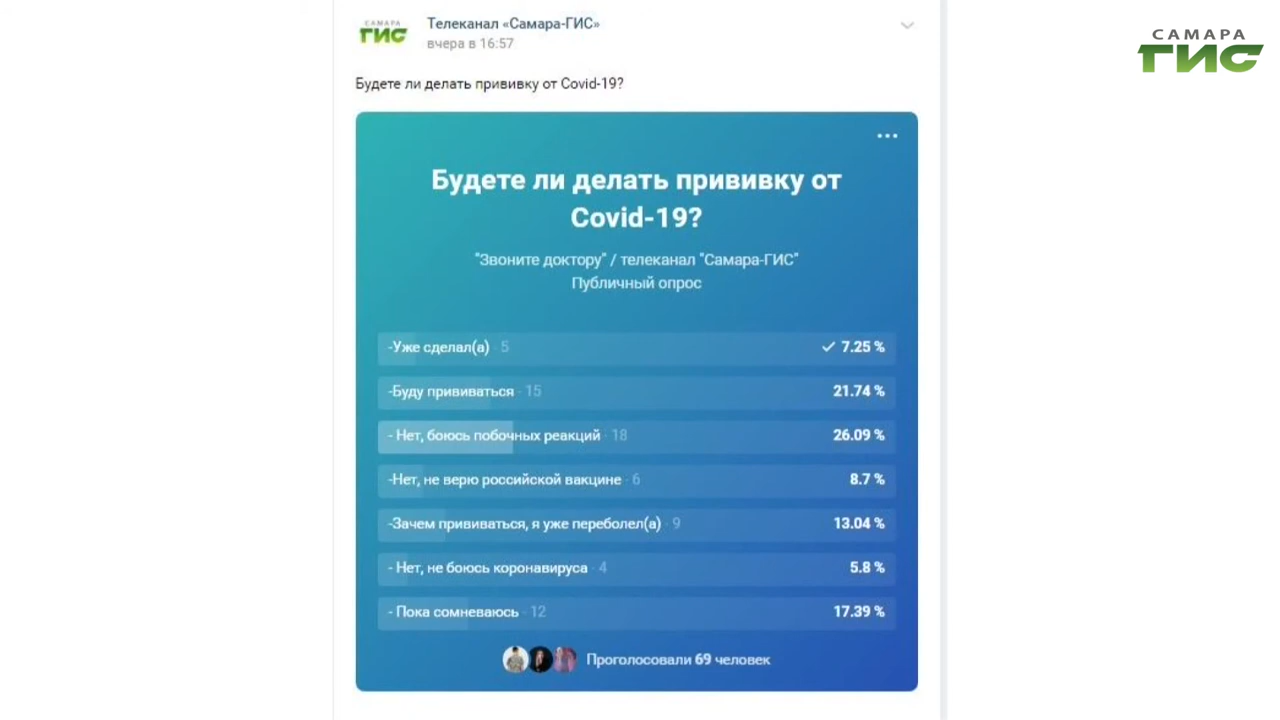 САМАРА
ГИС
Телеканал «Самара-ГИС»
вчера в 16:57
САМАРА
ГИС
Будете ли делать прививку от Covid-19?
Будете ли делать прививку от
Covid-19?
"Звоните доктору" / телеканал "Самара-ГИС"
Публичный опрос
-Уже сделал(а) · 5 7.25 %
-Буду прививаться · 15 21.74 %
- Нет, боюсь побочных реакций · 18 26.09 %
-Нет, не верю российской вакцине · 6 8.7 %
-Зачем прививаться, я уже переболел(а) · 9 13.04 %
- Нет, не боюсь коронавируса · 4 5.8 %
- Пока сомневаюсь · 12 17.39 %
Проголосовали 69 человек